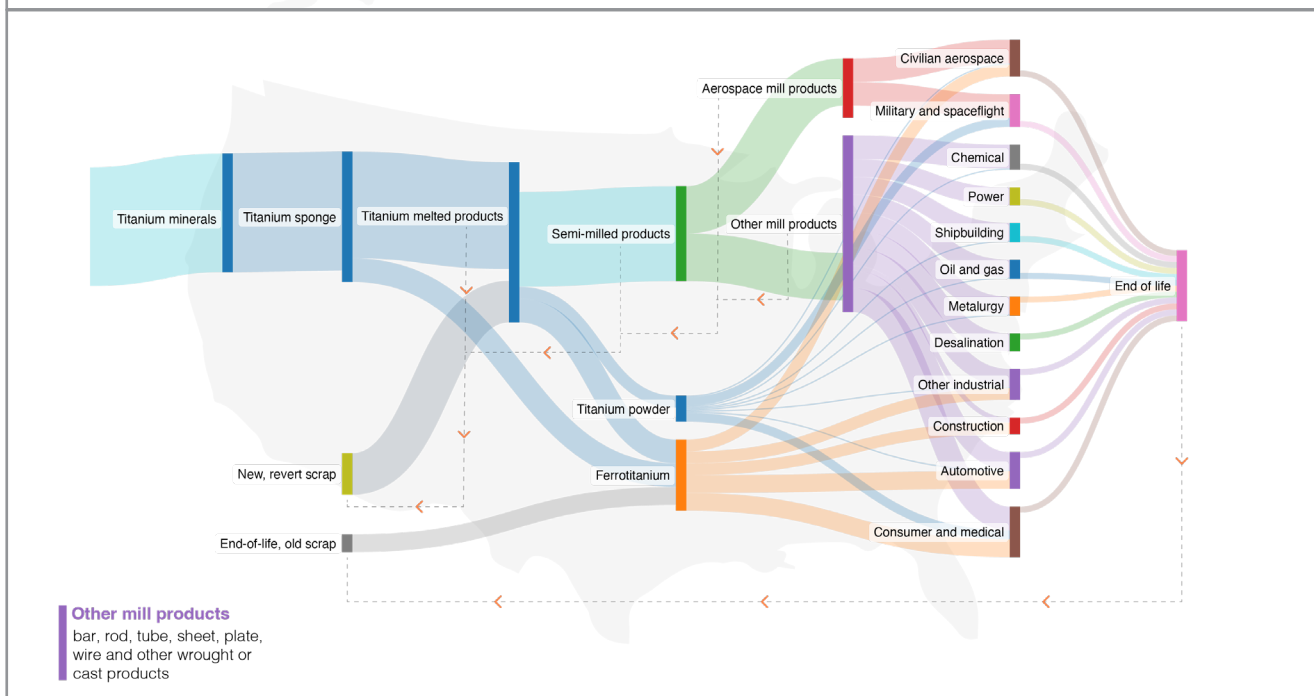 Civilian aerospace
Aerospace mill products
Military and spaceflight
Chemical
Power
Titanium minerals
Titanium sponge
Titanium melted products
Semi-milled products
Other mill products
Shipbuilding
Oil and gas
End of life
Metalurgy
Desalination
Other industrial
Titanium powder
Construction
New, revert scrap
Ferrotitanium
Automotive
Consumer and medical
End-of-life, old scrap
Other mill products
bar, rod, tube, sheet, plate,
wire and other wrought or
cast products